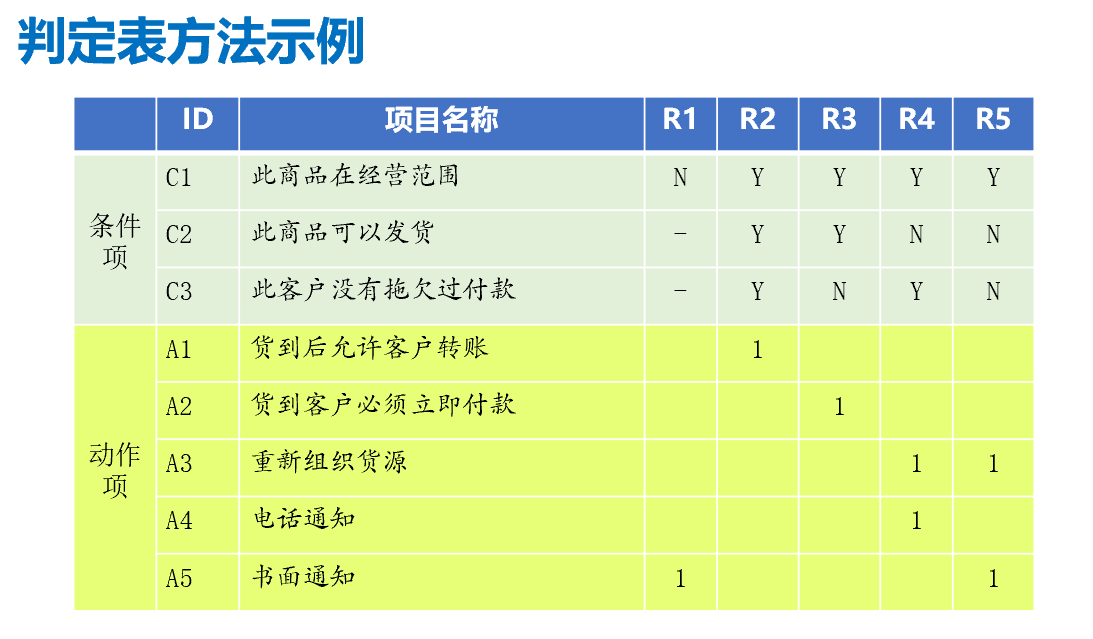 判定表方法示例
ID 项目名称 R1 R2 R3 R4 R5
条件项
C1 此商品在经营范围 N Y Y Y Y
C2 此商品可以发货 - Y Y N N
C3 此客户没有拖欠过付款 - Y N Y N
动作项
A1 货到后允许客户转账 1
A2 货到客户必须立即付款 1
A3 重新组织货源 1 1
A4 电话通知 1
A5 书面通知 1 1